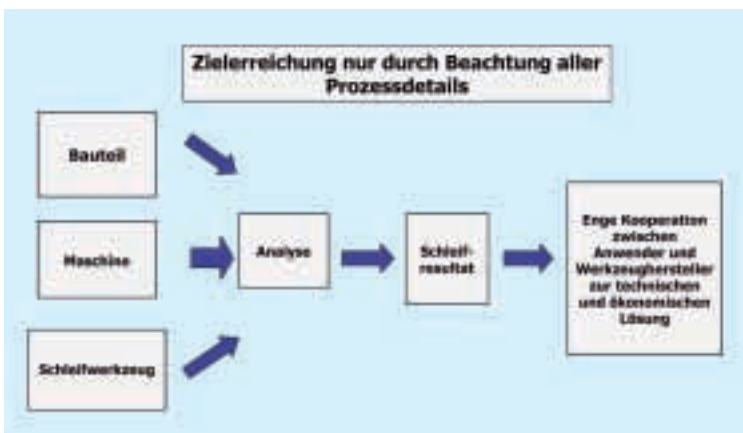 Zielerreichung nur durch Beachtung aller
Prozessdetails
Bauteil
Maschine
Schleifwerkzeug
Analyse
Schleif-
resultat
Enge Kooperation
zwischen
Anwender und
Werkzeughersteller
zur technischen
und ökonomischen
Lösung